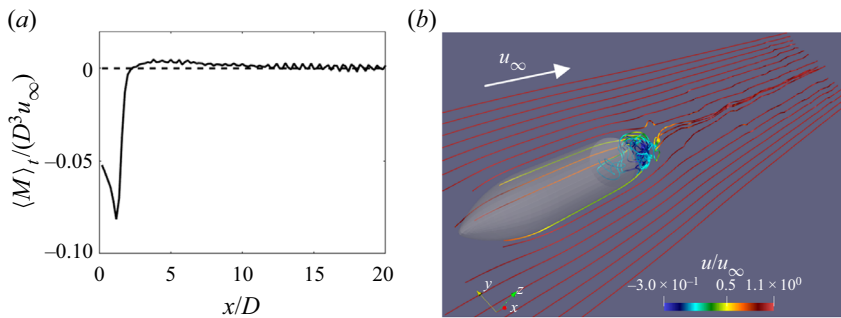 (a)
⟨M⟩t/(D³u∞)
0
−0.05
−0.10
0 5 10 15 20
x/D
(b)
u∞
y z x
u/u∞
−3.0 × 10⁻¹ 0.5 1.1 × 10⁰